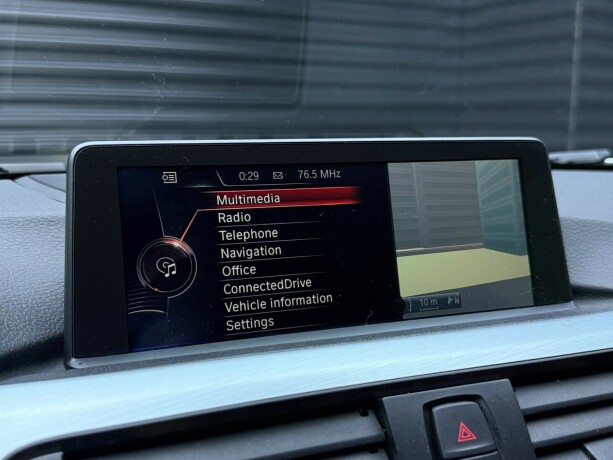 0:29 76.5 MHz
Multimedia
Radio
Telephone
Navigation
Office
ConnectedDrive
Vehicle information
Settings
10 m N